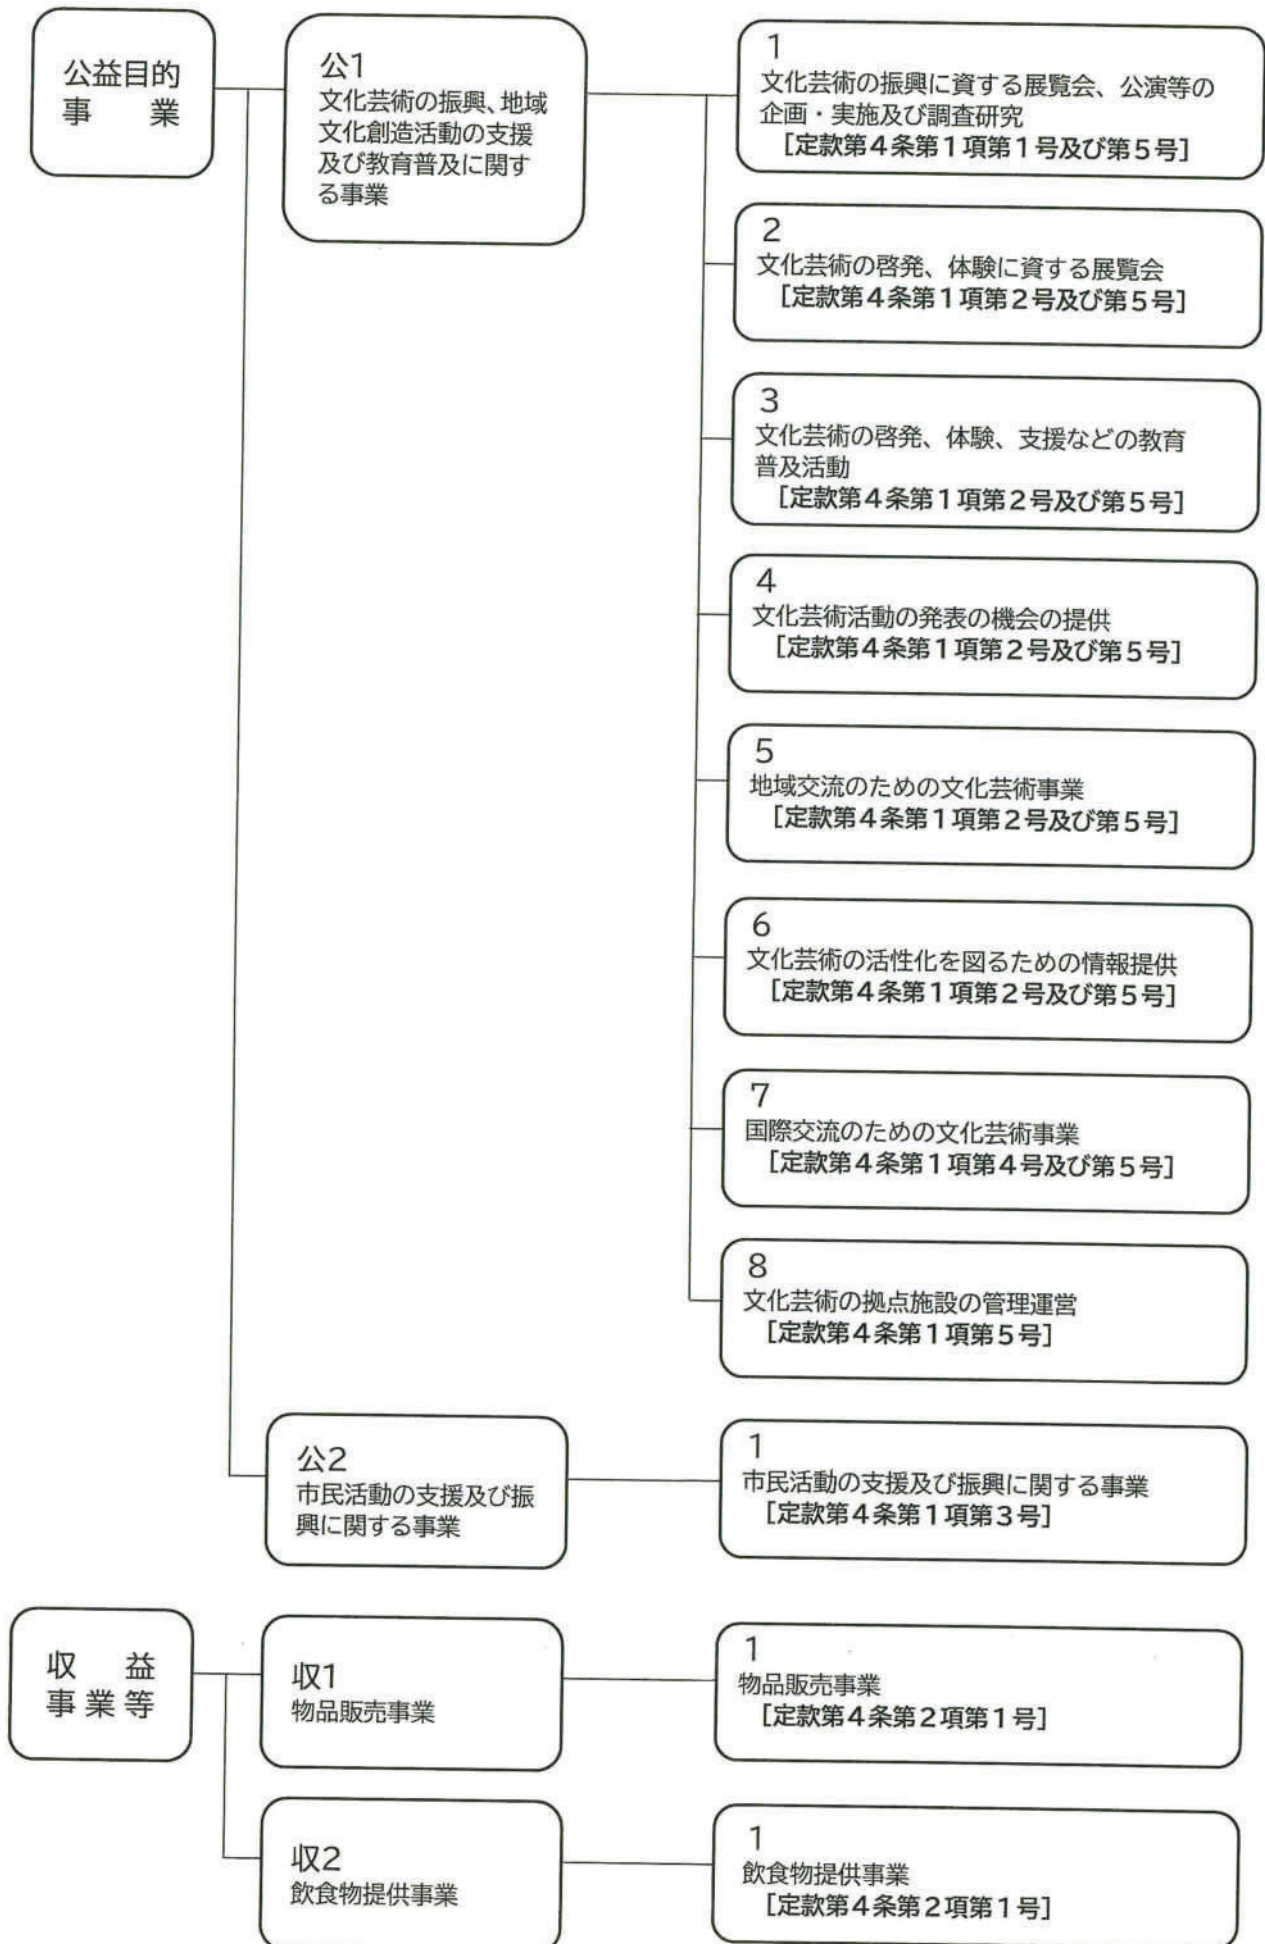 公益目的
事　　業
公1
文化芸術の振興、地域
文化創造活動の支援
及び教育普及に関す
る事業
1
文化芸術の振興に資する展覧会、公演等の
企画・実施及び調査研究
［定款第4条第1項第1号及び第5号］
2
文化芸術の啓発、体験に資する展覧会
［定款第4条第1項第2号及び第5号］
3
文化芸術の啓発、体験、支援などの教育
普及活動
［定款第4条第1項第2号及び第5号］
4
文化芸術活動の発表の機会の提供
［定款第4条第1項第2号及び第5号］
5
地域交流のための文化芸術事業
［定款第4条第1項第2号及び第5号］
6
文化芸術の活性化を図るための情報提供
［定款第4条第1項第2号及び第5号］
7
国際交流のための文化芸術事業
［定款第4条第1項第4号及び第5号］
8
文化芸術の拠点施設の管理運営
［定款第4条第1項第5号］
公2
市民活動の支援及び振
興に関する事業
1
市民活動の支援及び振興に関する事業
［定款第4条第1項第3号］
収　　益
事 業 等
収1
物品販売事業
1
物品販売事業
［定款第4条第2項第1号］
収2
飲食物提供事業
1
飲食物提供事業
［定款第4条第2項第1号］